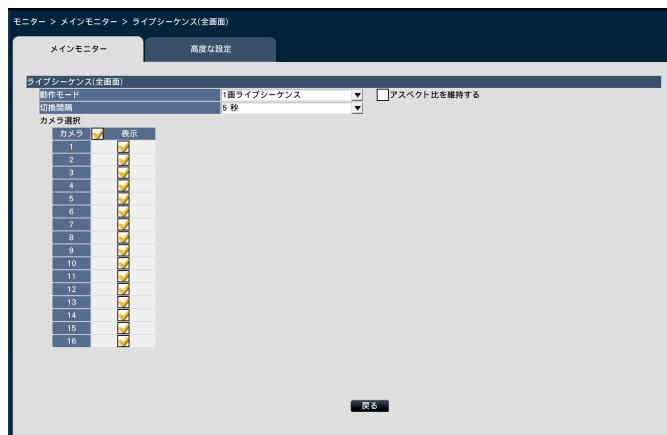 モニター > メインモニター > ライブシーケンス(全画面)
メインモニター 高度な設定
ライブシーケンス(全画面)
動作モード 1画ライブシーケンス アスペクト比を維持する
切換間隔 5 秒
カメラ選択
カメラ 表示
1
2
3
4
5
6
7
8
9
10
11
12
13
14
15
16
戻る